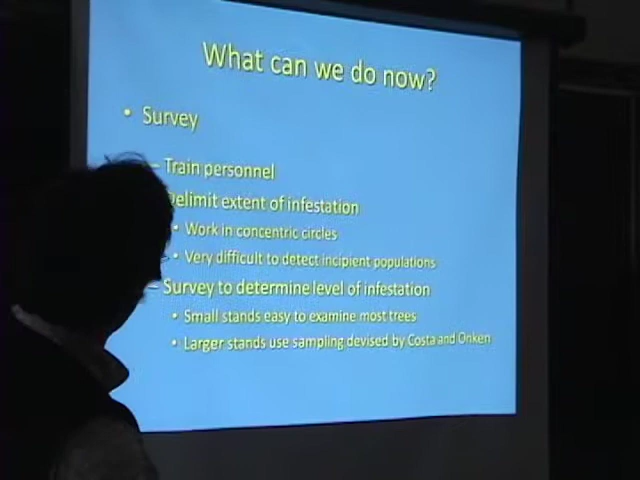 What can we do now?
• Survey
– Train personnel
Delimit extent of infestation
• Work in concentric circles
• Very difficult to detect incipient populations
– Survey to determine level of infestation
• Small stands easy to examine most trees
• Larger stands use sampling devised by Costa and Onken